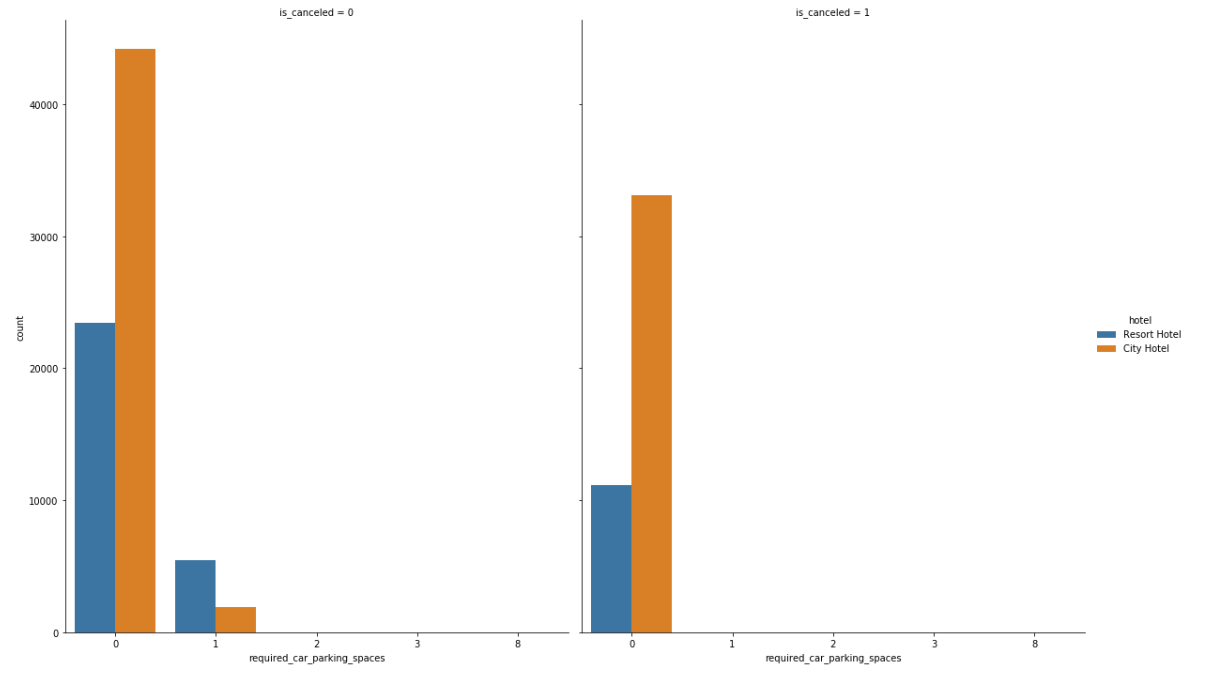 is_canceled = 0
is_canceled = 1
40000
30000
20000
10000
0
count
0 1 2 3 8
required_car_parking_spaces
0 1 2 3 8
required_car_parking_spaces
hotel
Resort Hotel
City Hotel